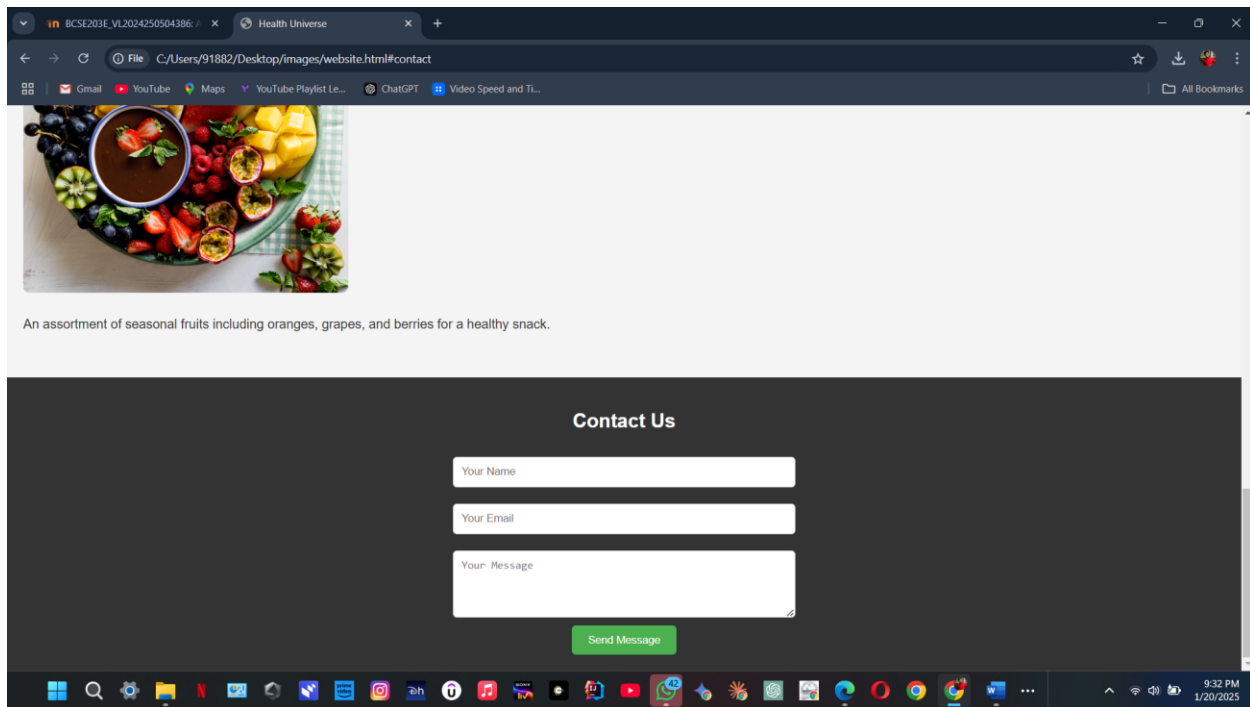 BCSE203E_VL2024250504386: A
Health Universe
File C:/Users/91882/Desktop/images/website.html#contact
Gmail YouTube Maps YouTube Playlist Le... ChatGPT Video Speed and Ti... All Bookmarks
An assortment of seasonal fruits including oranges, grapes, and berries for a healthy snack.
Contact Us
Your Name
Your Email
Your Message
Send Message
42
9:32 PM
1/20/2025